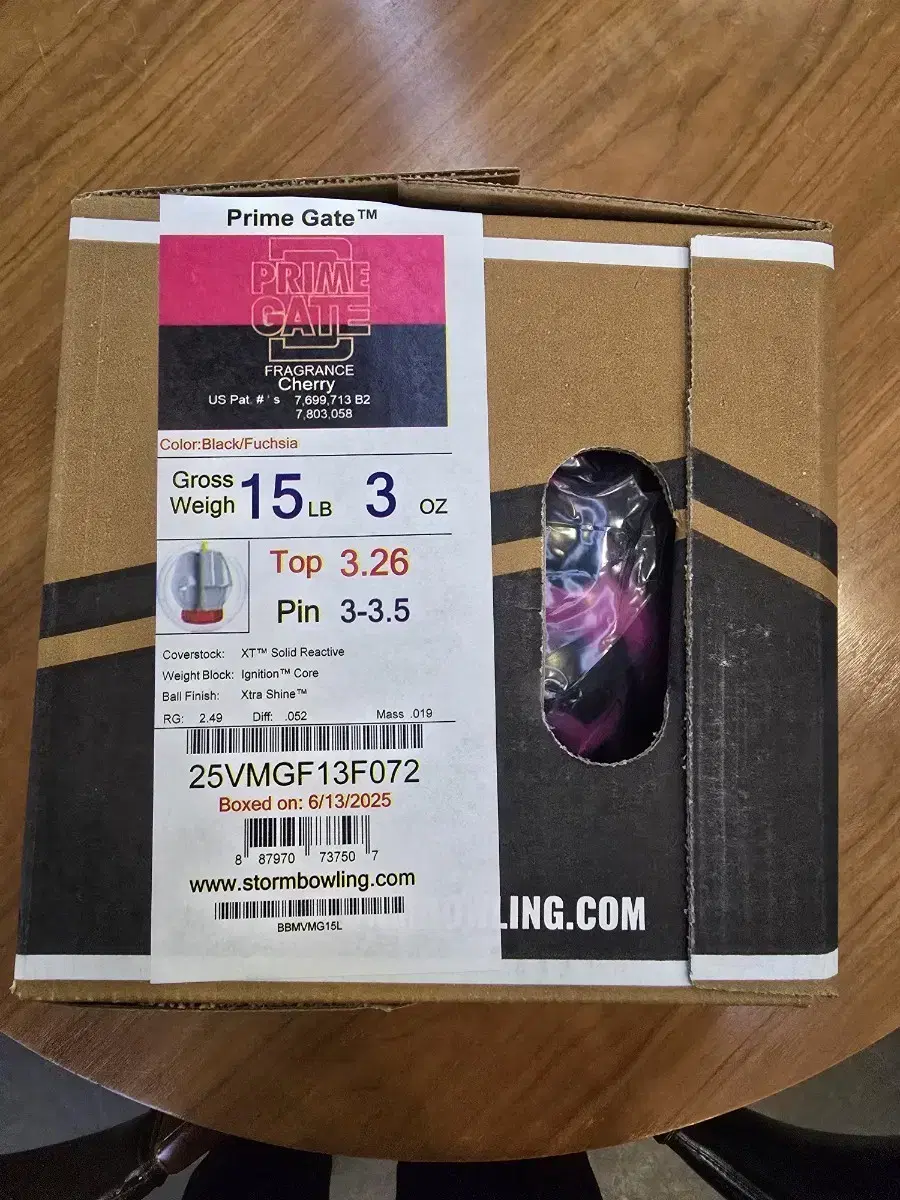 Prime Gate™
PRIME
GATE
FRAGRANCE
Cherry
US Pat. #'s 7,699,713 B2
7,803,058
Color:Black/Fuchsia
Gross
Weigh 15 LB 3 OZ
Top 3.26
Pin 3-3.5
Coverstock: XT™ Solid Reactive
Weight Block: Ignition™ Core
Ball Finish: Xtra Shine™
RG: 2.49 Diff: .052 Mass .019
25VMGF13F072
Boxed on: 6/13/2025
8 87970 73750 7
www.stormbowling.com
BBMVMG15L
LING.COM